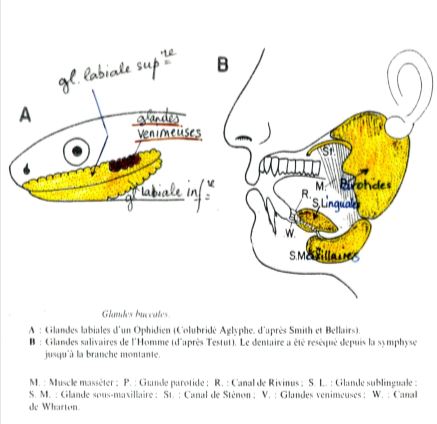 gl. labiale sup re
B
A
glandes
venimeuses
St.
M.
Parotides
R.
S. Linguale
gl labiale inf re
W.
S.Maxillaires
Glandes buccales.
A : Glandes labiales d'un Ophidien (Colubridé Aglyphe, d'après Smith et Bellairs).
B : Glandes salivaires de l'Homme (d'après Testut). Le dentaire a été reséqué depuis la symphyse
jusqu'à la branche montante.
M. : Muscle masséter ; P. : Glande parotide ; R. : Canal de Rivinus ; S. L. : Glande sublinguale ;
S. M. : Glande sous-maxillaire ; St. : Canal de Sténon ; V. : Glandes venimeuses ; W. : Canal
de Wharton.